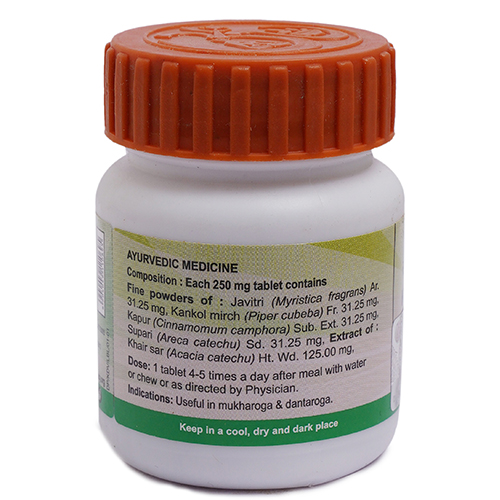 AYURVEDIC MEDICINE
Composition : Each 250 mg tablet contains
Fine powders of : Javitri (Myristica fragrans) Ar.
31.25 mg, Kankol mirch (Piper cubeba) Fr. 31.25 mg,
Kapur (Cinnamomum camphora) Sub. Ext. 31.25 mg,
Supari (Areca catechu) Sd. 31.25 mg, Extract of :
Khair sar (Acacia catechu) Ht. Wd. 125.00 mg,
Dose: 1 tablet 4-5 times a day after meal with water
or chew or as directed by Physician.
Indications: Useful in mukharoga & dantaroga.
Keep in a cool, dry and dark place